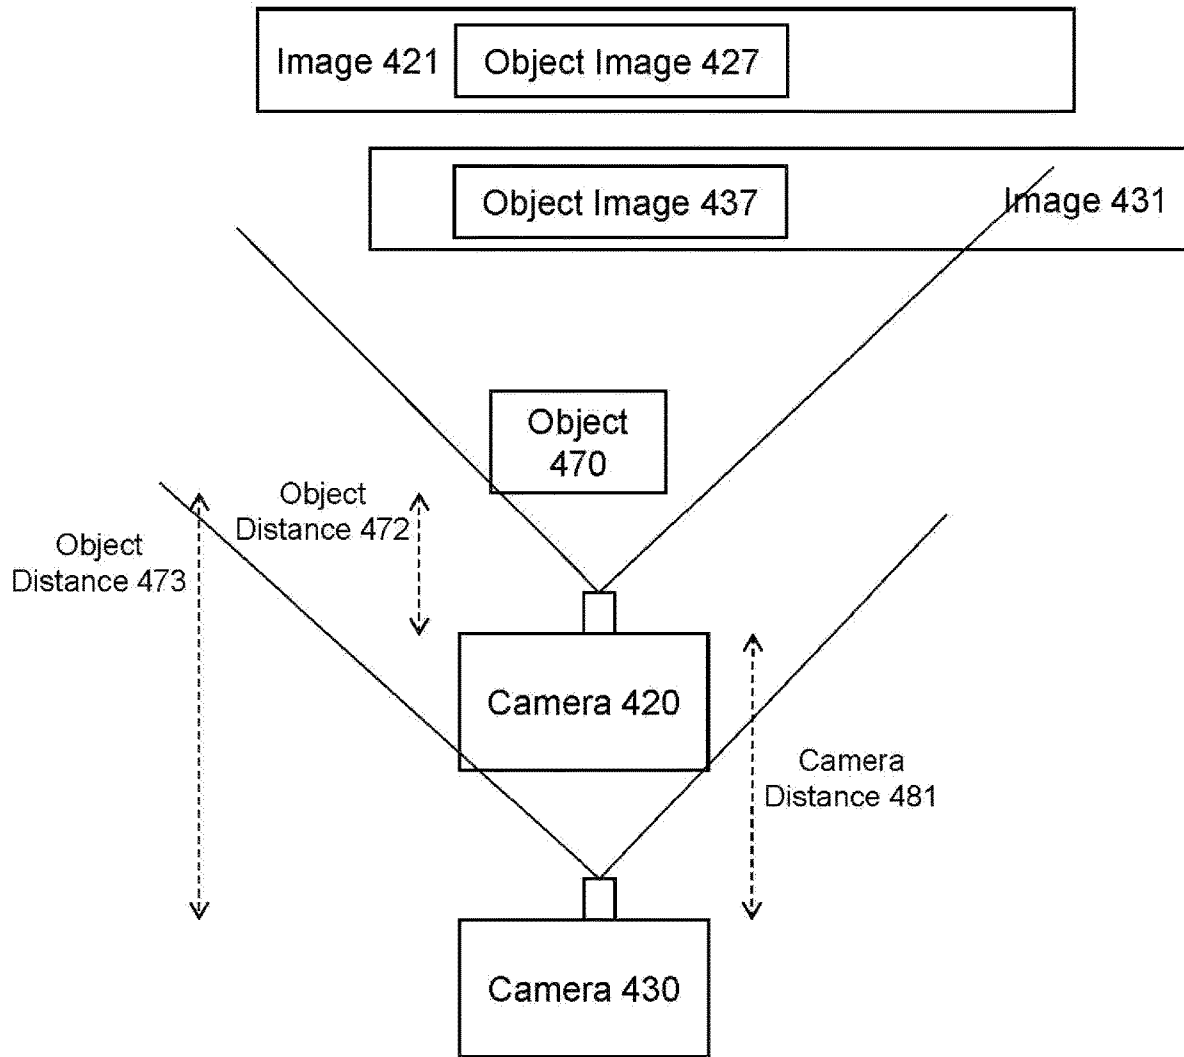 Image 421
Object Image 427
Object Image 437
Image 431
Object
470
Object
Distance 472
Object
Distance 473
Camera 420
Camera
Distance 481
Camera 430